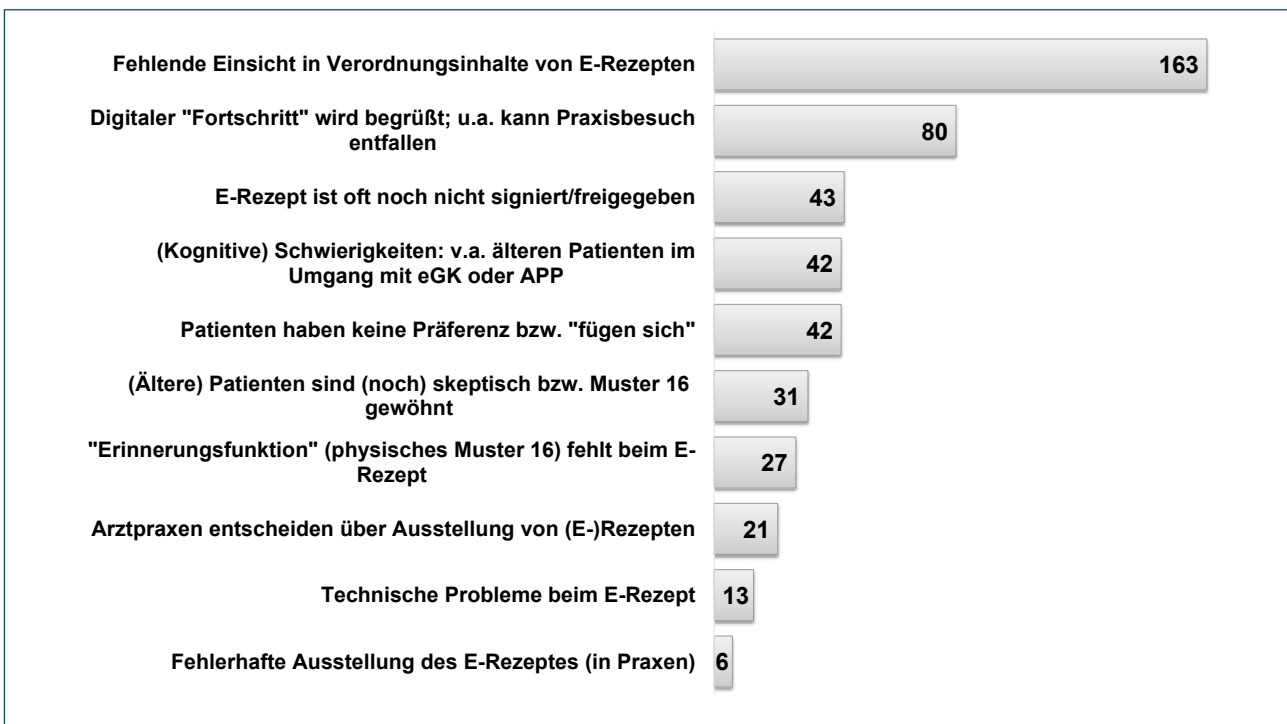 Fehlende Einsicht in Verordnungsinhalte von E-Rezepten
163
Digitaler "Fortschritt" wird begrüßt; u.a. kann Praxisbesuch
entfallen
80
E-Rezept ist oft noch nicht signiert/freigegeben
43
(Kognitive) Schwierigkeiten: v.a. älteren Patienten im
Umgang mit eGK oder APP
42
Patienten haben keine Präferenz bzw. "fügen sich"
42
(Ältere) Patienten sind (noch) skeptisch bzw. Muster 16
gewöhnt
31
"Erinnerungsfunktion" (physisches Muster 16) fehlt beim E-
Rezept
27
Arztpraxen entscheiden über Ausstellung von (E-)Rezepten
21
Technische Probleme beim E-Rezept
13
Fehlerhafte Ausstellung des E-Rezeptes (in Praxen)
6